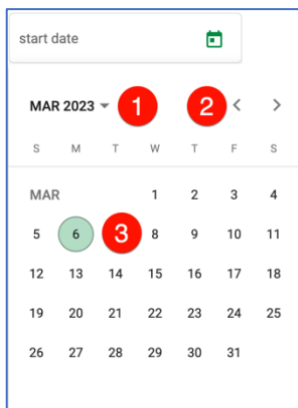 start date
MAR 2023 1 2
S M T W T F S
MAR 1 2 3 4
5 6 3 8 9 10 11
12 13 14 15 16 17 18
19 20 21 22 23 24 25
26 27 28 29 30 31